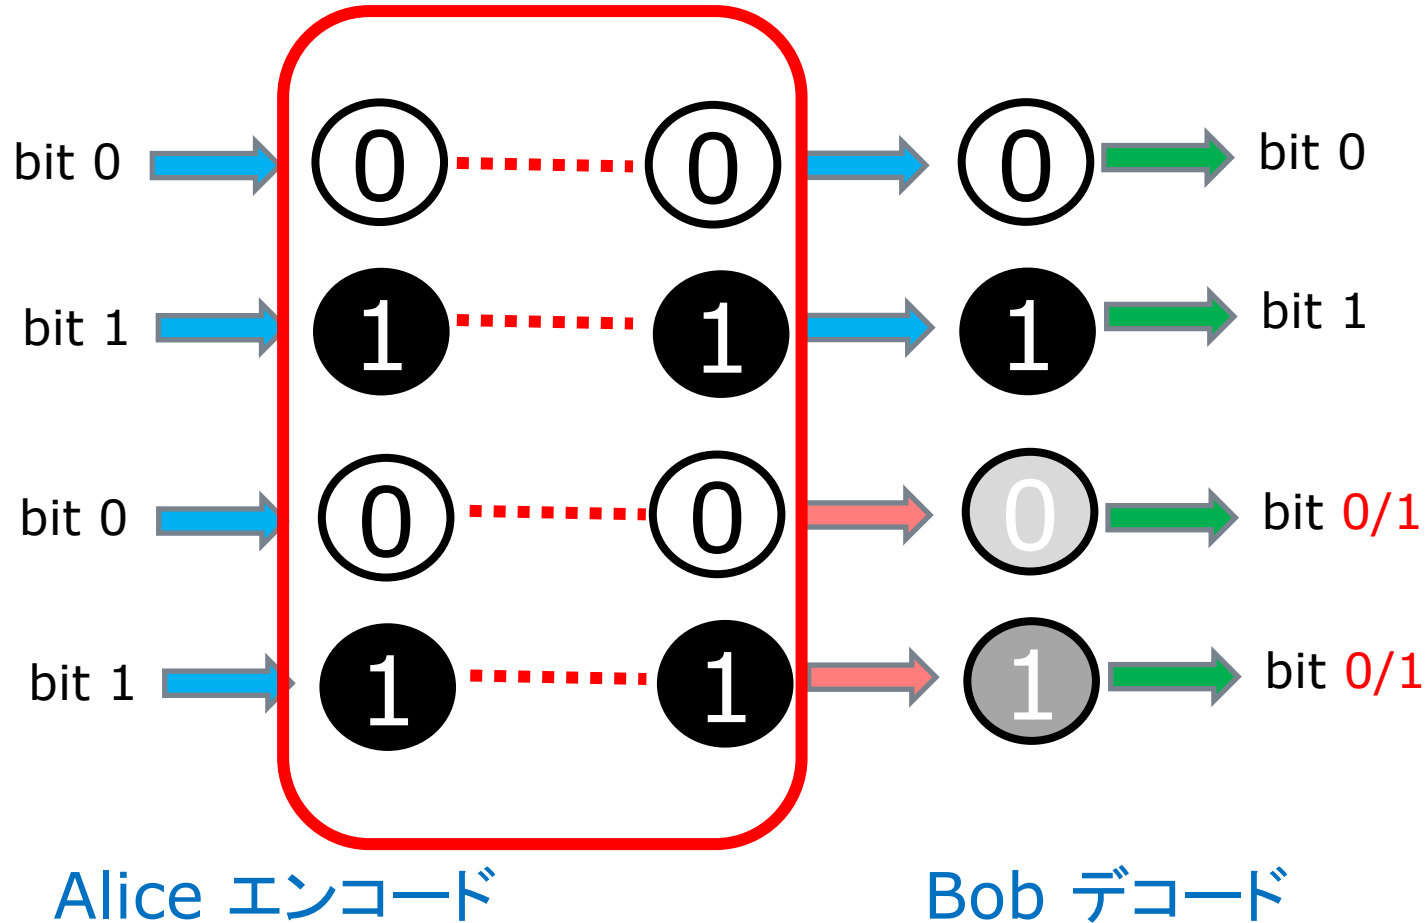 bit 0 0 0 0 bit 0
bit 1 1 1 1 bit 1
bit 0 0 0 0 bit 0/1
bit 1 1 1 1 bit 0/1
Alice エンコード Bob デコード